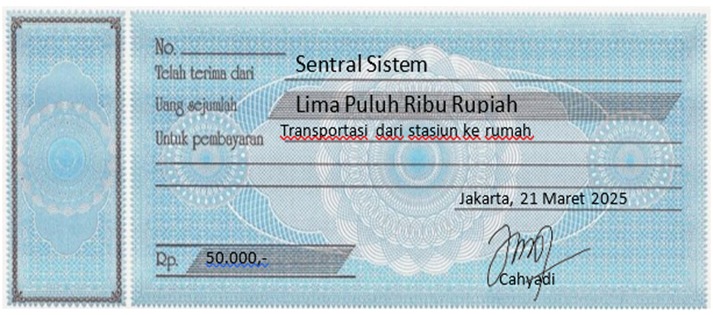 No.
Telah terima dari Sentral Sistem
Uang sejumlah Lima Puluh Ribu Rupiah
Untuk pembayaran Transportasi dari stasiun ke rumah
Jakarta, 21 Maret 2025
Rp. 50.000,-
Cahyadi